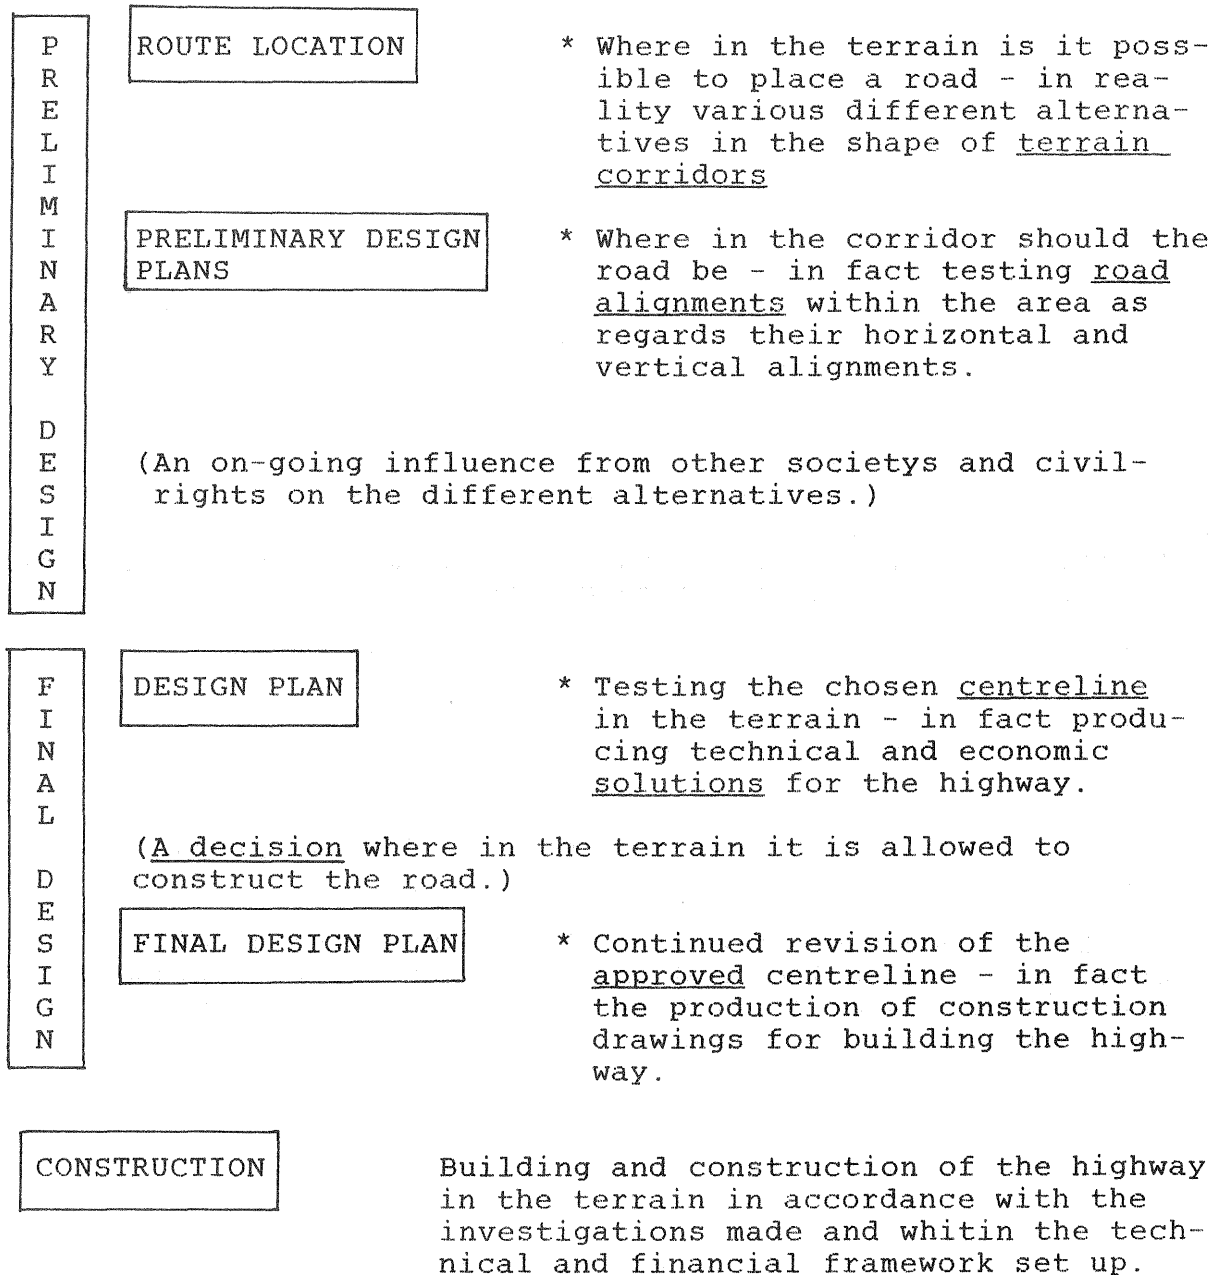 PRELIMINARY DESIGN
ROUTE LOCATION
* Where in the terrain is it poss-
ible to place a road - in rea-
lity various different alterna-
tives in the shape of terrain
corridors
PRELIMINARY DESIGN
PLANS
* Where in the corridor should the
road be - in fact testing road
alignments within the area as
regards their horizontal and
vertical alignments.
(An on-going influence from other societys and civil-
rights on the different alternatives.)
FINAL DESIGN
DESIGN PLAN
* Testing the chosen centreline
in the terrain - in fact produ-
cing technical and economic
solutions for the highway.
(A decision where in the terrain it is allowed to
construct the road.)
FINAL DESIGN PLAN
* Continued revision of the
approved centreline - in fact
the production of construction
drawings for building the high-
way.
CONSTRUCTION
Building and construction of the highway
in the terrain in accordance with the
investigations made and whitin the tech-
nical and financial framework set up.